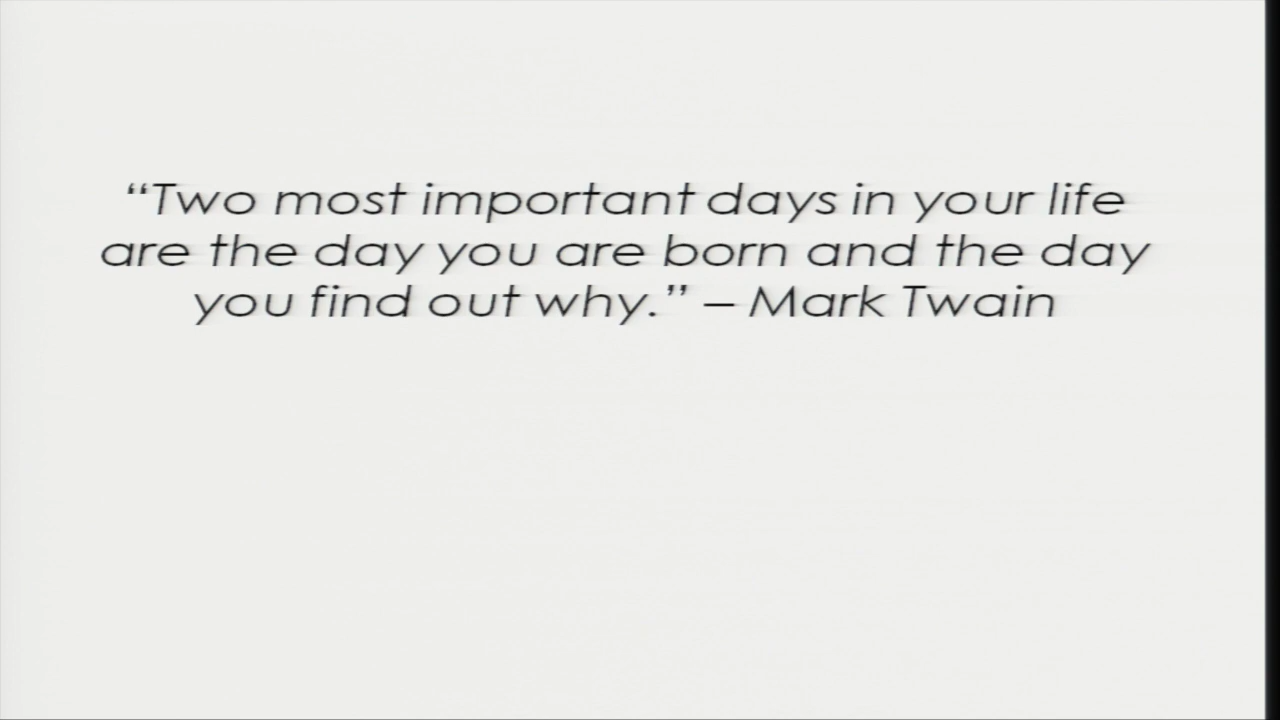 “Two most important days in your life
are the day you are born and the day
you find out why.” – Mark Twain